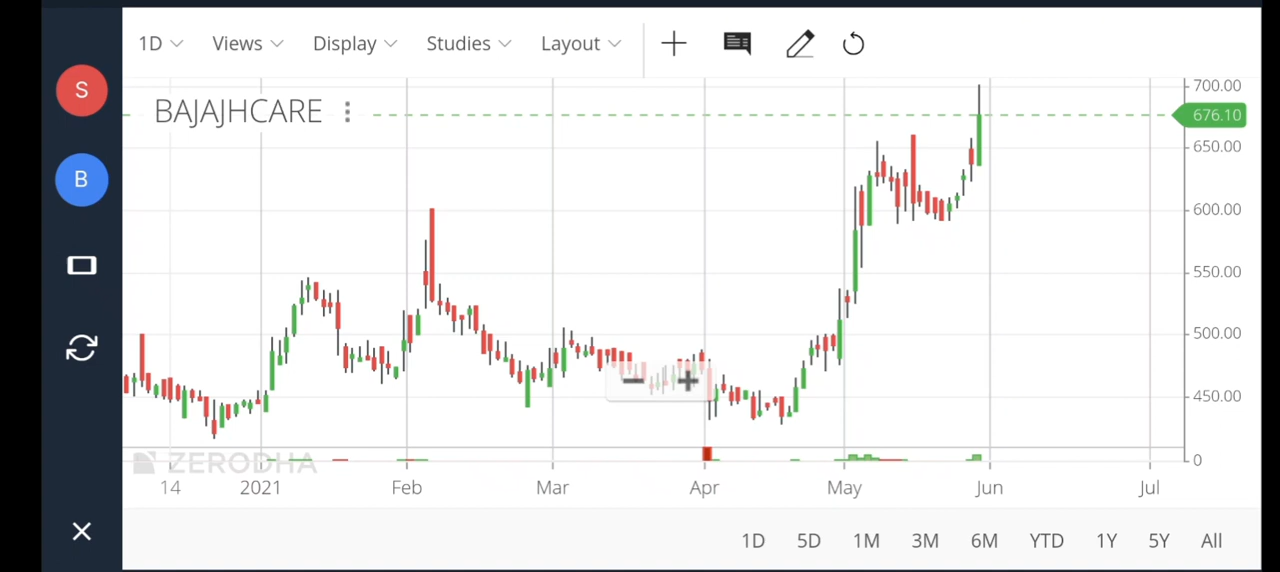 1D Views Display Studies Layout
S
B
BAJAJHCARE
700.00
676.10
650.00
600.00
550.00
500.00
450.00
0
ZERODHA
14 2021 Feb Mar Apr May Jun Jul
1D 5D 1M 3M 6M YTD 1Y 5Y All